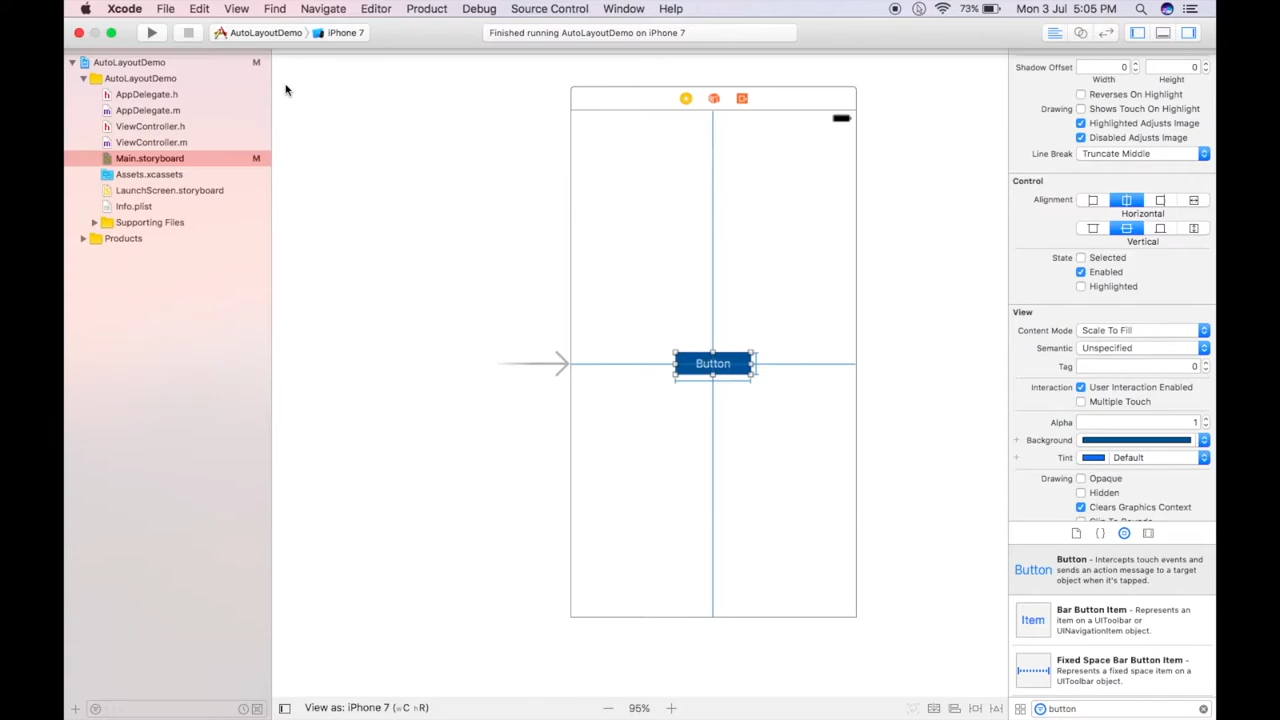 Xcode File Edit View Find Navigate Editor Product Debug Source Control Window Help 73% Mon 3 Jul 5:05 PM
AutoLayoutDemo iPhone 7 Finished running AutoLayoutDemo on iPhone 7
AutoLayoutDemo M
AutoLayoutDemo
AppDelegate.h
AppDelegate.m
ViewController.h
ViewController.m
Main.storyboard M
Assets.xcassets
LaunchScreen.storyboard
Info.plist
Supporting Files
Products
Button
View as: iPhone 7 (wC hR) 95%
Shadow Offset 0 0
Width Height
Reverses On Highlight
Drawing Shows Touch On Highlight
Highlighted Adjusts Image
Disabled Adjusts Image
Line Break Truncate Middle
Control
Alignment
Horizontal
Vertical
State Selected
Enabled
Highlighted
View
Content Mode Scale To Fill
Semantic Unspecified
Tag 0
Interaction User Interaction Enabled
Multiple Touch
Alpha 1
Background
Tint Default
Drawing Opaque
Hidden
Clears Graphics Context
Button Button - Intercepts touch events and
sends an action message to a target
object when it's tapped.
Item Bar Button Item - Represents an
item on a UIToolbar or
UINavigationItem object.
Fixed Space Bar Button Item -
Represents a fixed space item on a
UIToolbar object.
button